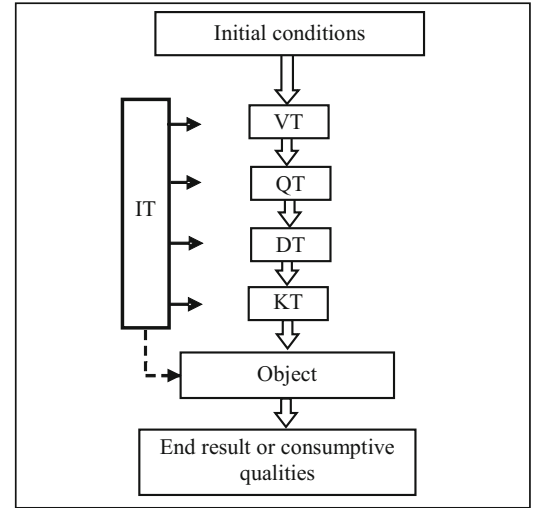 Initial conditions
VT
QT
IT
DT
KT
Object
End result or consumptive
qualities